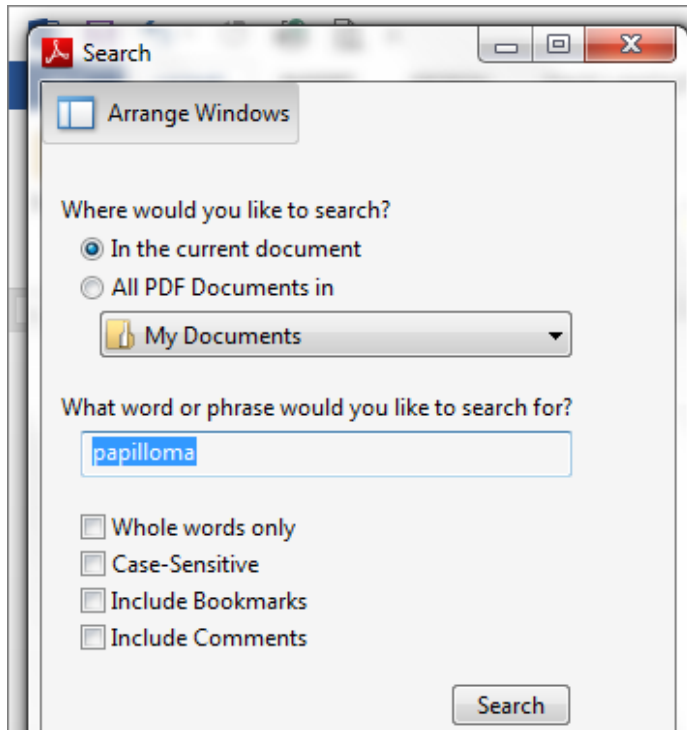 Search
Arrange Windows
Where would you like to search?
In the current document
All PDF Documents in
My Documents
What word or phrase would you like to search for?
papilloma
Whole words only
Case-Sensitive
Include Bookmarks
Include Comments
Search